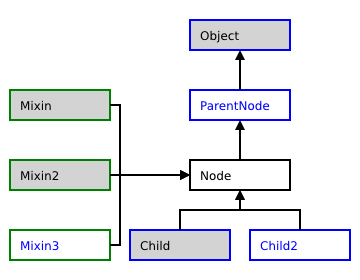 Object
Mixin
ParentNode
Mixin2
Node
Mixin3
Child
Child2